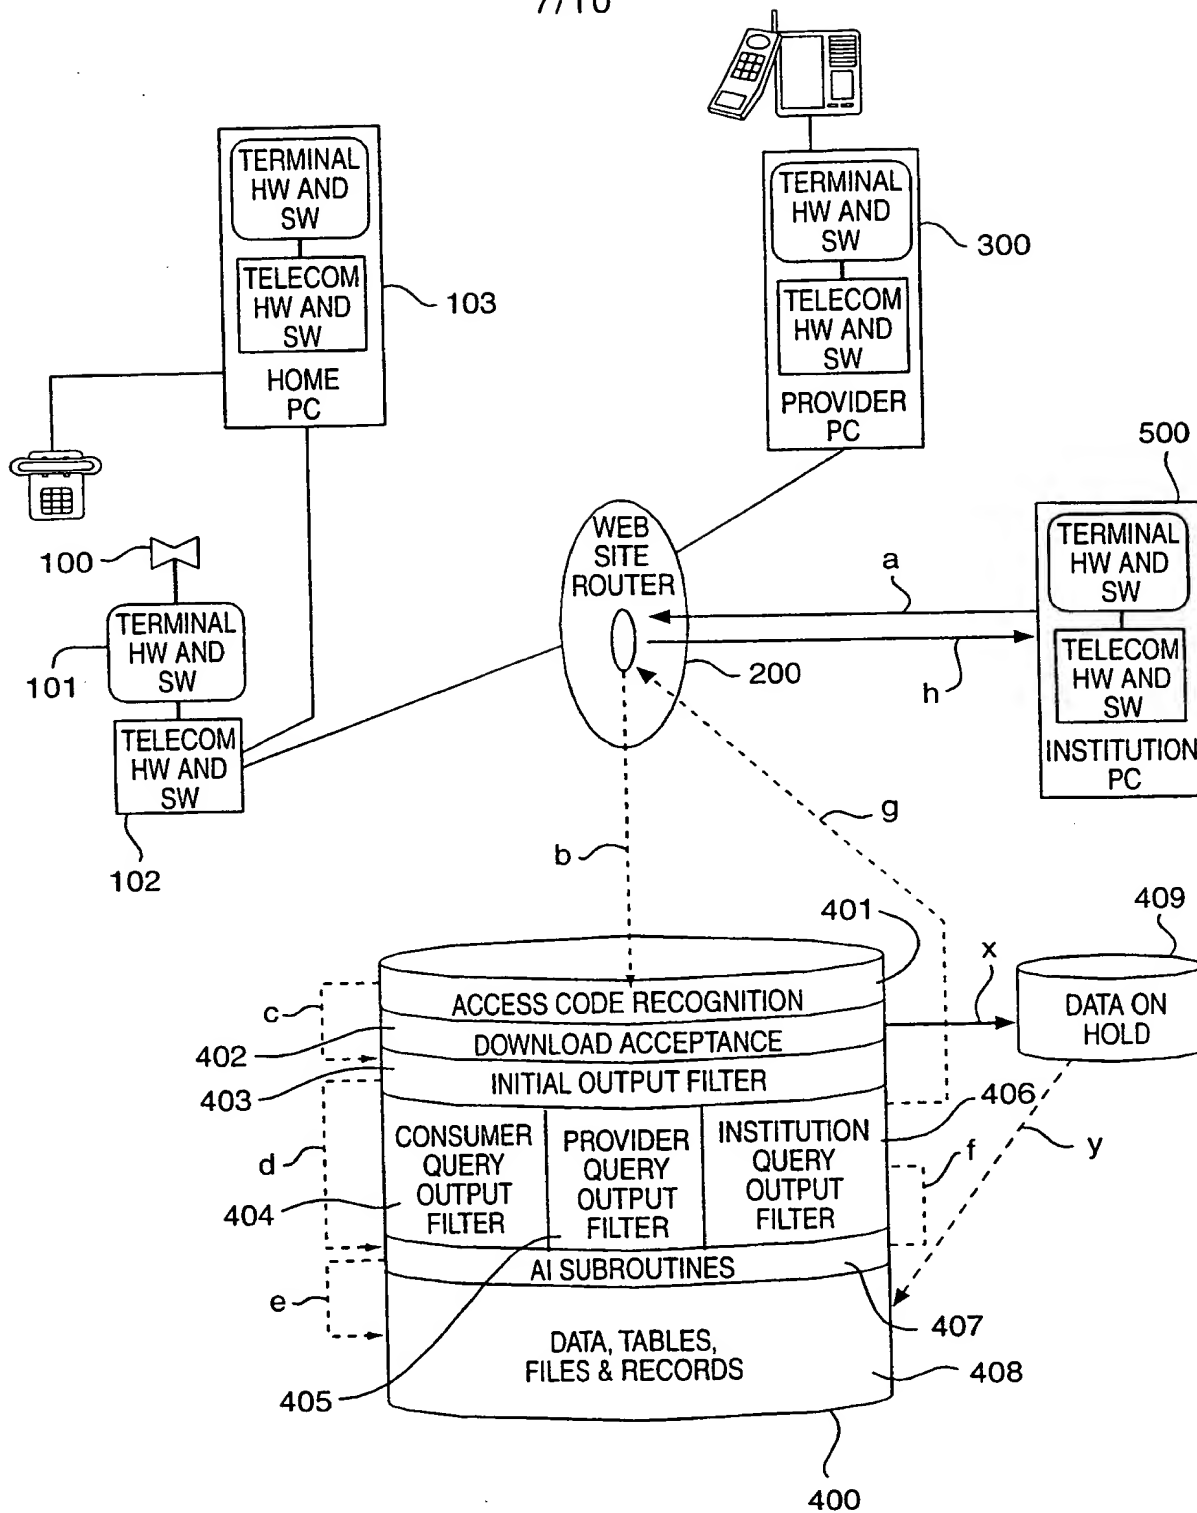 7/10
TERMINAL
HW AND
SW
TELECOM
HW AND
SW
HOME
PC
103
TERMINAL
HW AND
SW
TELECOM
HW AND
SW
PROVIDER
PC
300
500
TERMINAL
HW AND
SW
TELECOM
HW AND
SW
INSTITUTION
PC
100
TERMINAL
HW AND
SW
101
TELECOM
HW AND
SW
102
WEB
SITE
ROUTER
200
a
h
g
b
401
409
x
ACCESS CODE RECOGNITION
DATA ON
HOLD
c
402
DOWNLOAD ACCEPTANCE
403
INITIAL OUTPUT FILTER
406
CONSUMER
QUERY
OUTPUT
FILTER
PROVIDER
QUERY
OUTPUT
FILTER
INSTITUTION
QUERY
OUTPUT
FILTER
d
f
y
404
AI SUBROUTINES
e
407
DATA, TABLES,
FILES & RECORDS
408
405
400